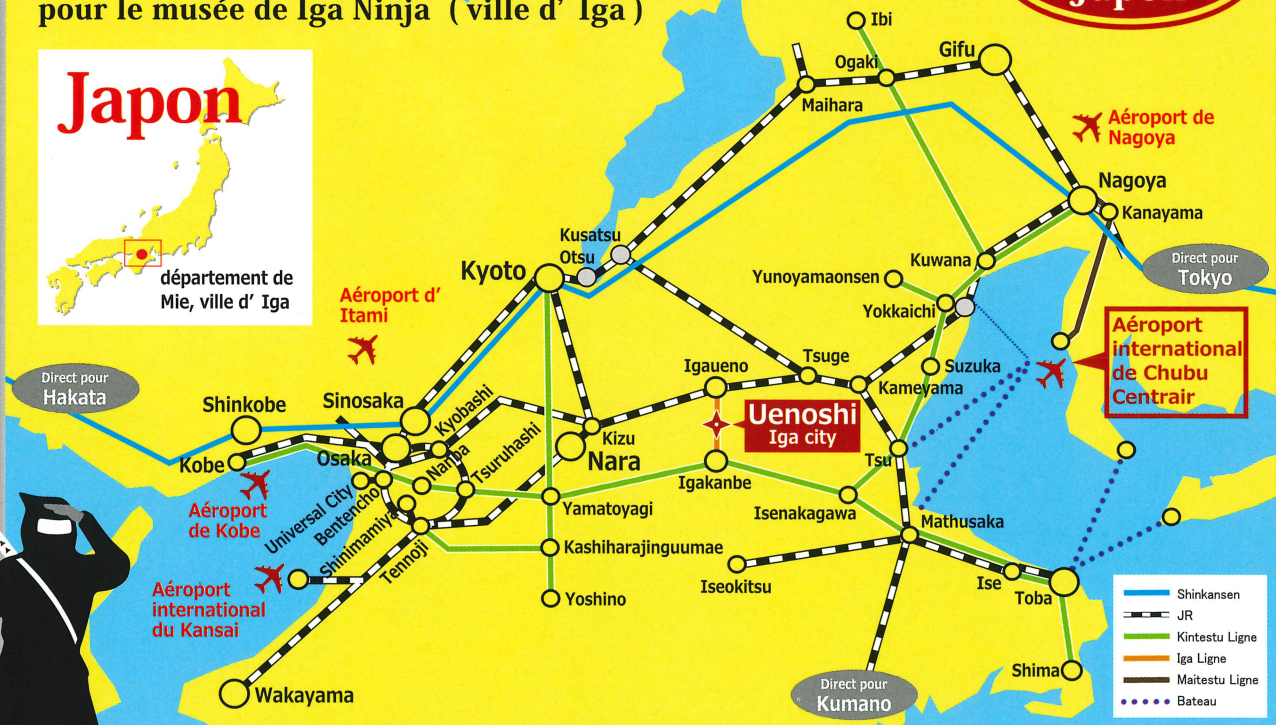 pour le musée de Iga Ninja ( ville d' Iga )
Japon
Japon
département de
Mie, ville d' Iga
Ibi
Ogaki
Gifu
Maihara
Aéroport de
Nagoya
Nagoya
Kanayama
Direct pour
Tokyo
Kusatsu
Otsu
Kyoto
Kuwana
Yunoyamaonsen
Yokkaichi
Aéroport d'
Itami
Aéroport
international
de Chubu
Centrair
Igaueno
Tsuge
Suzuka
Kameyama
Direct pour
Hakata
Shinkobe
Sinosaka
Kyobashi
Uenoshi
Iga city
Kizu
Nara
Tsu
Kobe
Osaka
Nanba
Tsuruhashi
Igakanbe
Universal City
Bentencho
Aéroport
de Kobe
Yamatoyagi
Isenakagawa
Mathusaka
Shinimamiya
Tennoji
Kashiharajinguumae
Iseokitsu
Ise
Toba
Aéroport
international
du Kansai
Yoshino
Shinkansen
JR
Kintestu Ligne
Iga Ligne
Maitestu Ligne
Bateau
Shima
Wakayama
Direct pour
Kumano